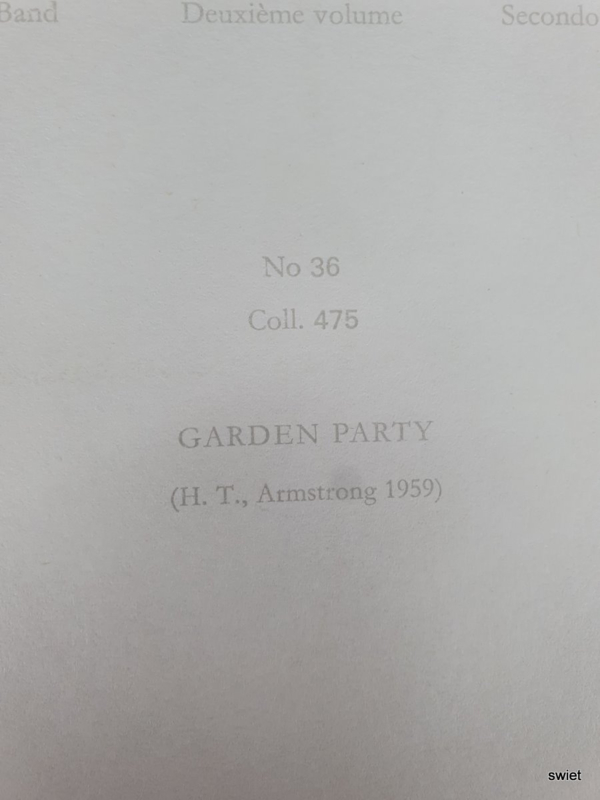 Band Deuxième volume Secondo
No 36
Coll. 475
GARDEN PARTY
(H. T., Armstrong 1959)
swiet